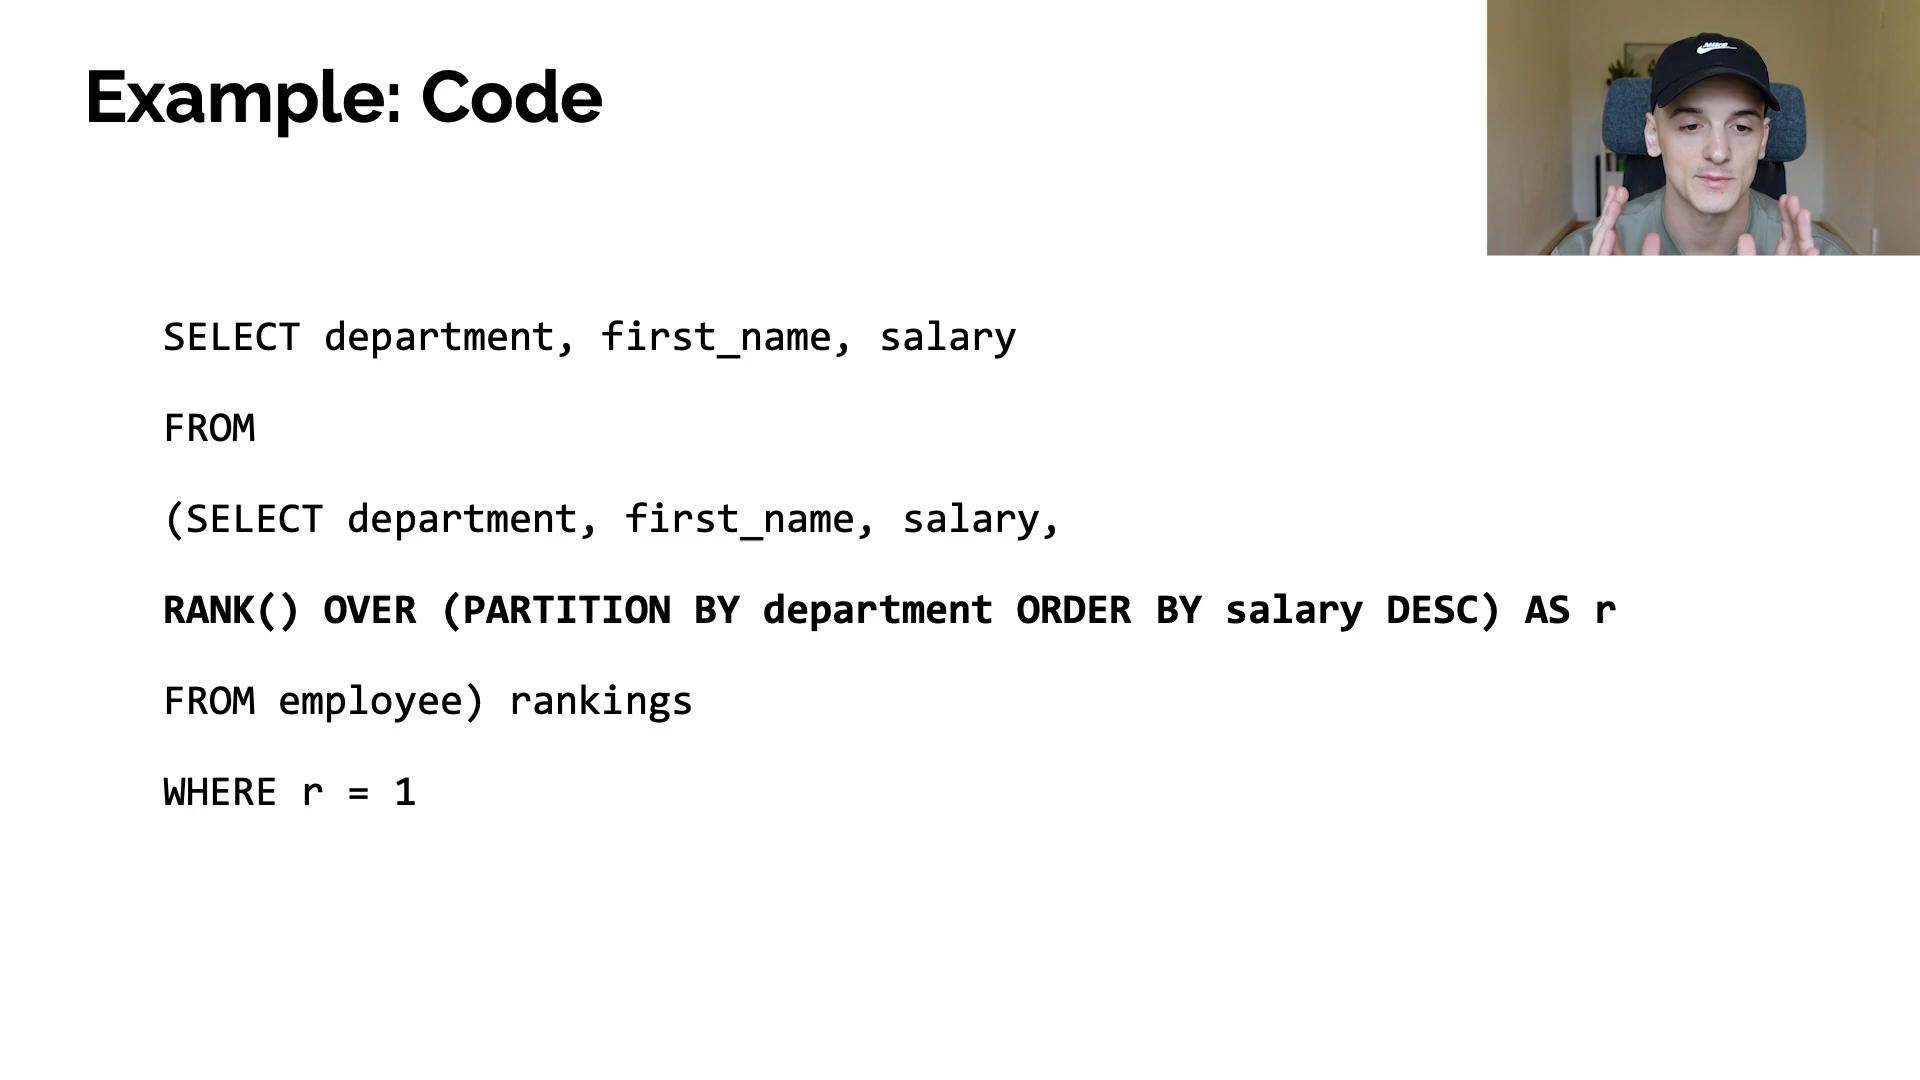 Example: Code
SELECT department, first_name, salary
FROM
(SELECT department, first_name, salary,
RANK() OVER (PARTITION BY department ORDER BY salary DESC) AS r
FROM employee) rankings
WHERE r = 1
NIKE